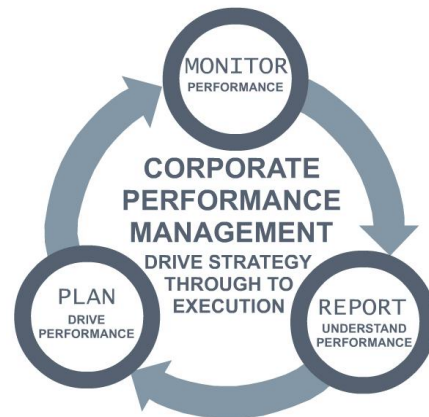 MONITOR
PERFORMANCE
CORPORATE
PERFORMANCE
MANAGEMENT
DRIVE STRATEGY
THROUGH TO
EXECUTION
PLAN
DRIVE
PERFORMANCE
REPORT
UNDERSTAND
PERFORMANCE